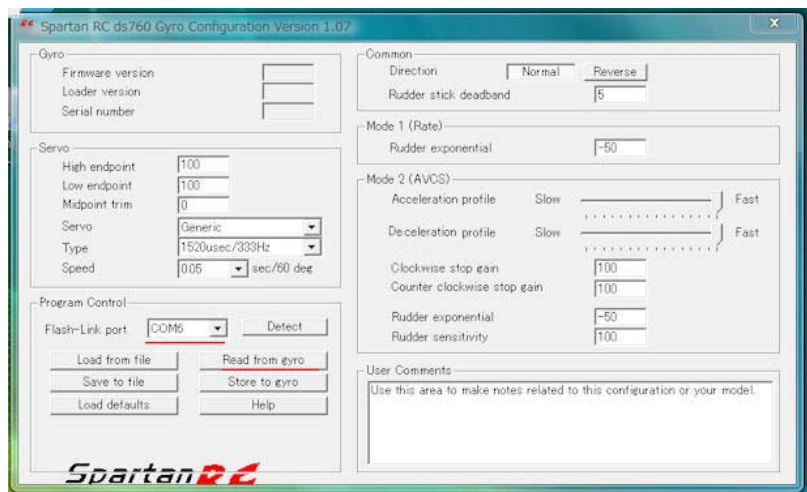 Spartan RC ds760 Gyro Configuration Version 1.07
Gyro
Firmware version
Loader version
Serial number
Servo
High endpoint 100
Low endpoint 100
Midpoint trim 0
Servo Generic
Type 1520usec/333Hz
Speed 0.05 sec/60 deg
Program Control
Flash-Link port COM6 Detect
Load from file Read from gyro
Save to file Store to gyro
Load defaults Help
SpartanRC
Common
Direction Normal Reverse
Rudder stick deadband 5
Mode 1 (Rate)
Rudder exponential -50
Mode 2 (AVCS)
Acceleration profile Slow Fast
Deceleration profile Slow Fast
Clockwise stop gain 100
Counter clockwise stop gain 100
Rudder exponential -50
Rudder sensitivity 100
User Comments
Use this area to make notes related to this configuration or your model.